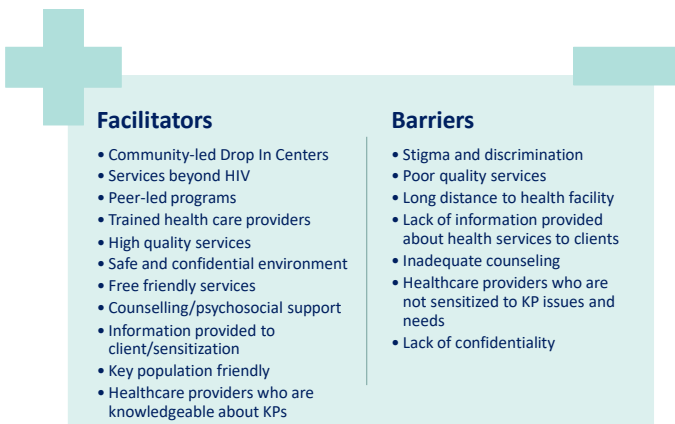 Facilitators
• Community-led Drop In Centers
• Services beyond HIV
• Peer-led programs
• Trained health care providers
• High quality services
• Safe and confidential environment
• Free friendly services
• Counselling/psychosocial support
• Information provided to
client/sensitization
• Key population friendly
• Healthcare providers who are
knowledgeable about KPs
Barriers
• Stigma and discrimination
• Poor quality services
• Long distance to health facility
• Lack of information provided
about health services to clients
• Inadequate counseling
• Healthcare providers who are
not sensitized to KP issues and
needs
• Lack of confidentiality